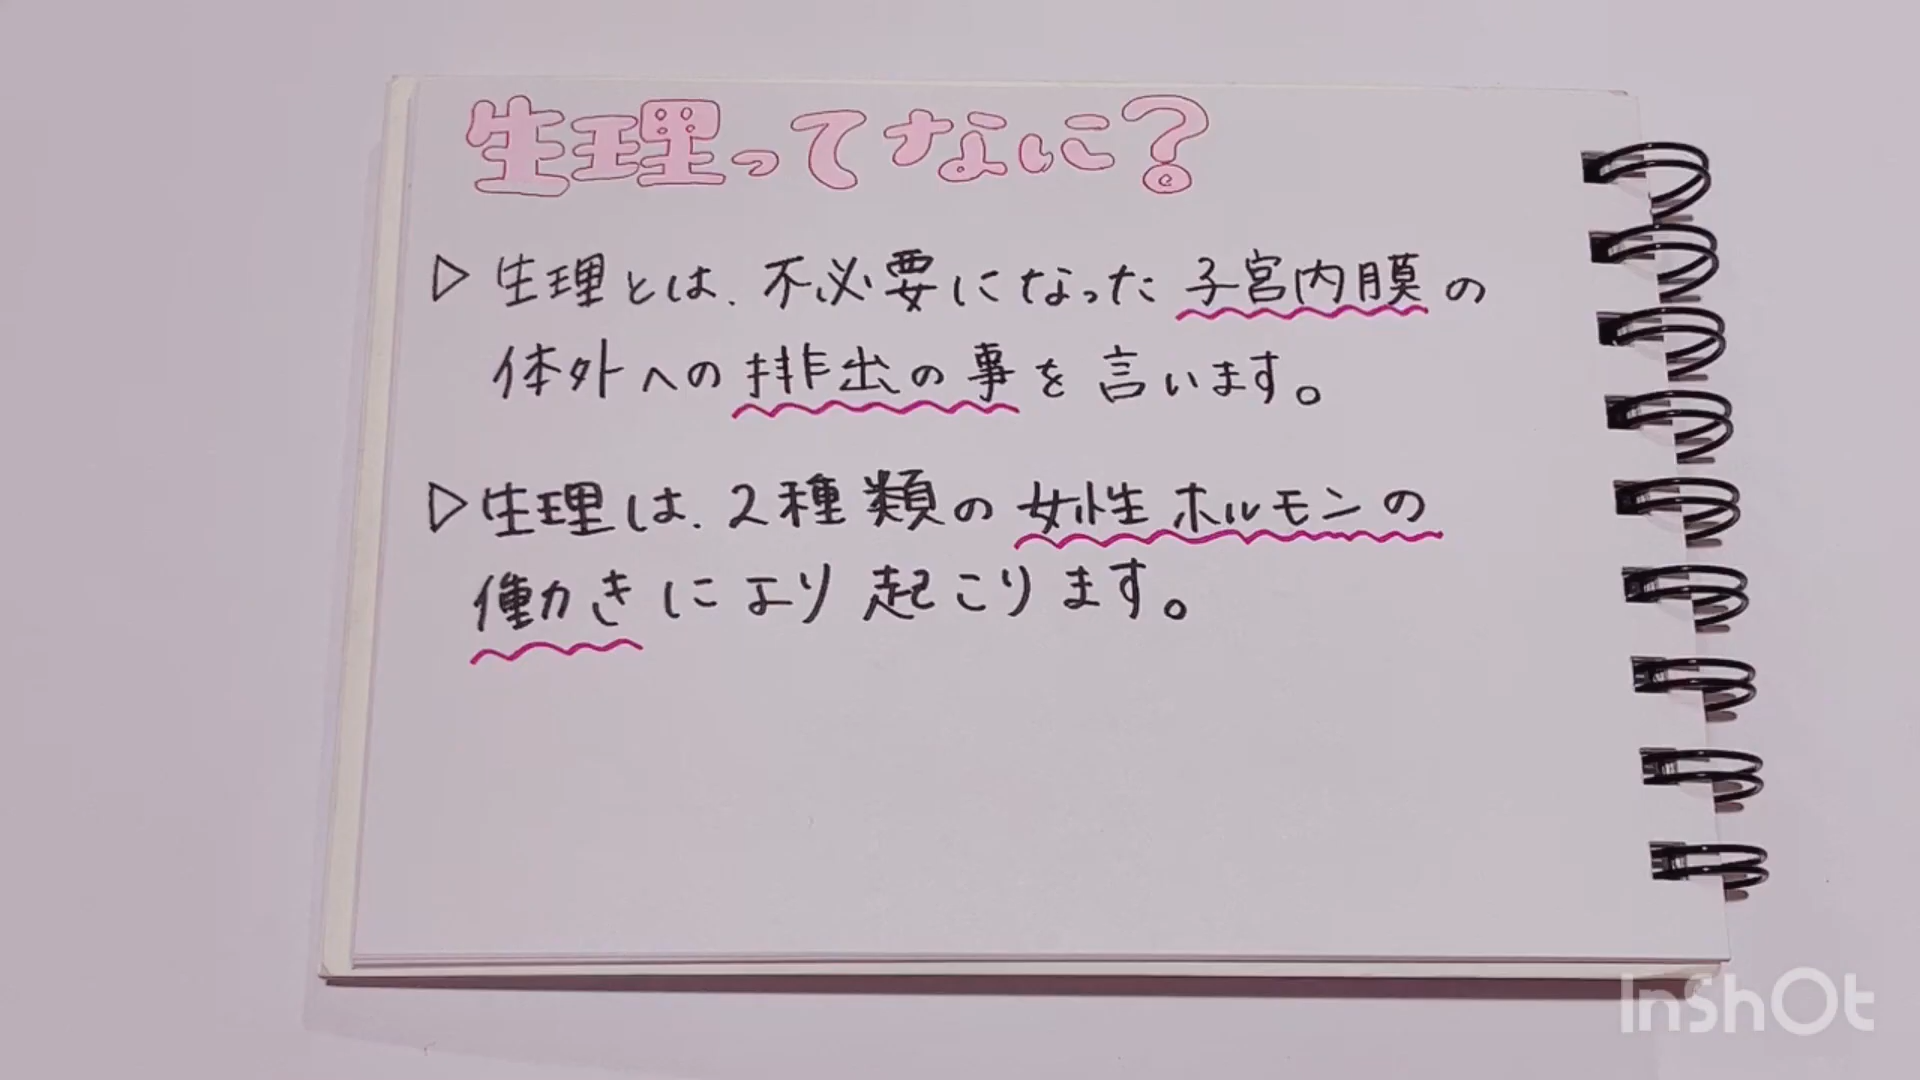 生理ってなに?
▷生理とは、不必要になった子宮内膜の
体外への排出の事を言います。
▷生理は、2種類の女性ホルモンの
働きにより起こります。
InShOt